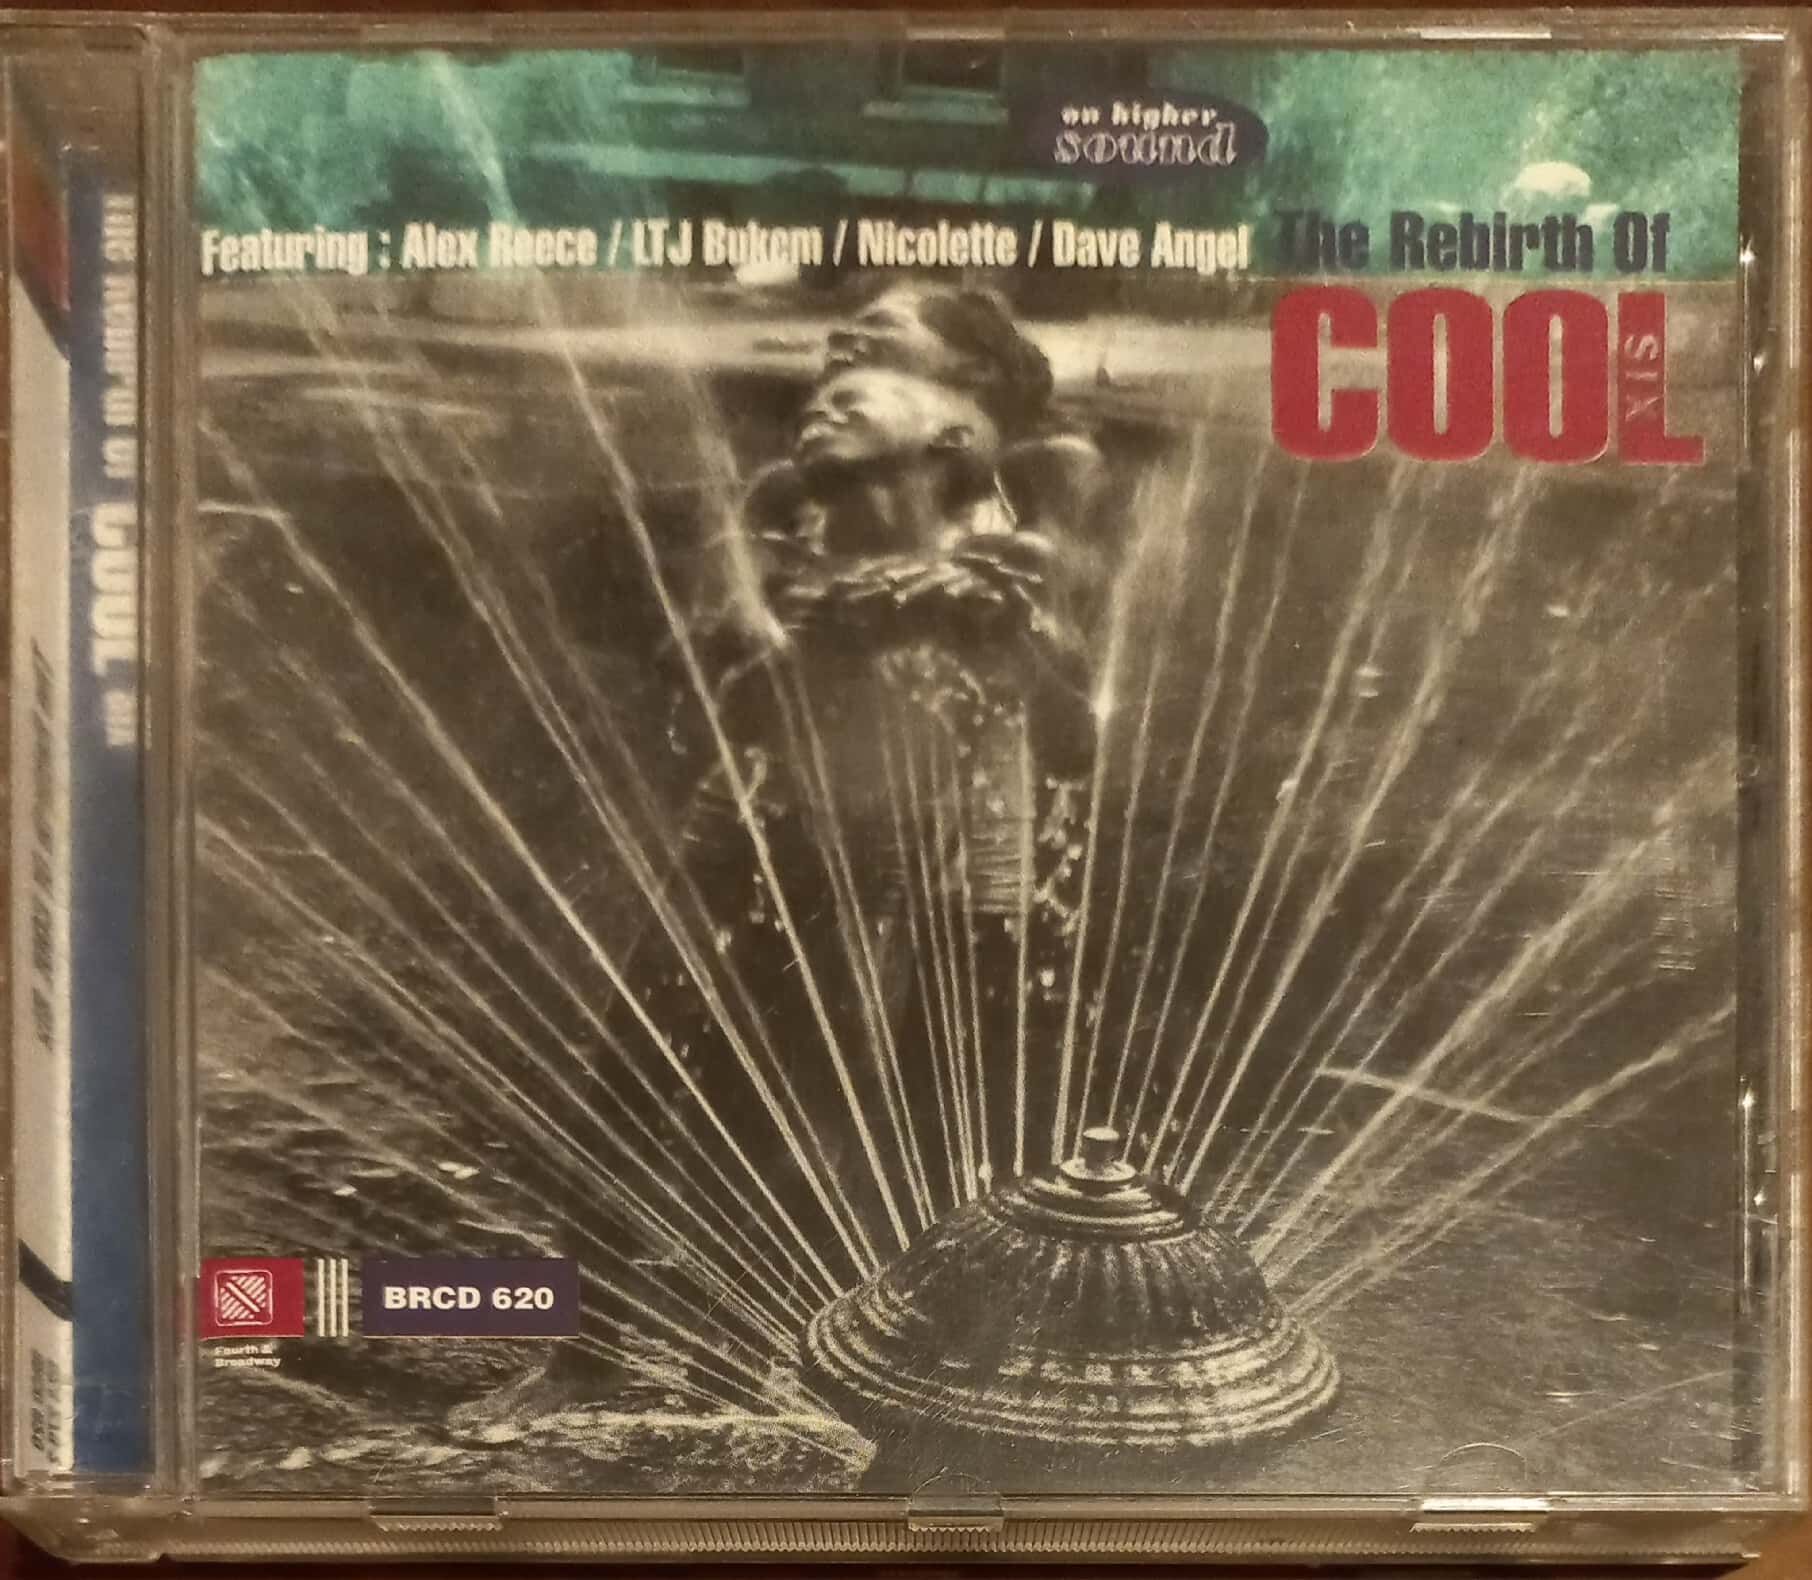 on higher
sound
Featuring : Alex Reece / LTJ Bukem / Nicolette / Dave Angel
The Rebirth Of
COOL
SIX
BRCD 620
Fourth &
Broadway
THE REBIRTH OF COOL SIX